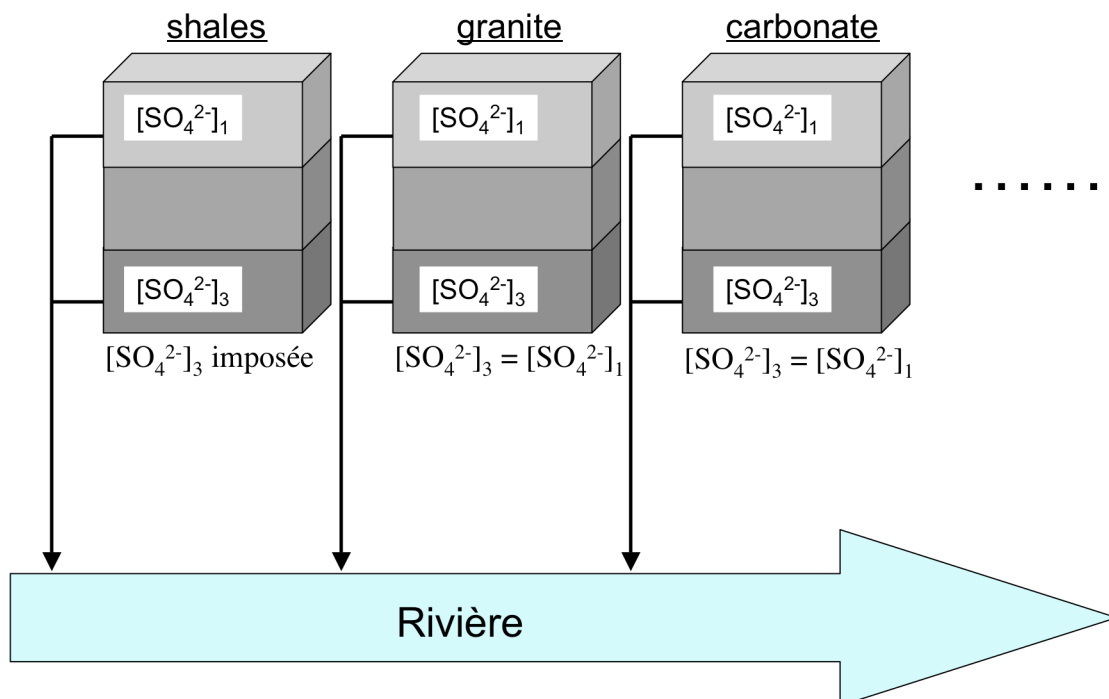 shales
granite
carbonate
[SO₄²⁻]₁
[SO₄²⁻]₁
[SO₄²⁻]₁
......
[SO₄²⁻]₃
[SO₄²⁻]₃
[SO₄²⁻]₃
[SO₄²⁻]₃ imposée
[SO₄²⁻]₃ = [SO₄²⁻]₁
[SO₄²⁻]₃ = [SO₄²⁻]₁
Rivière